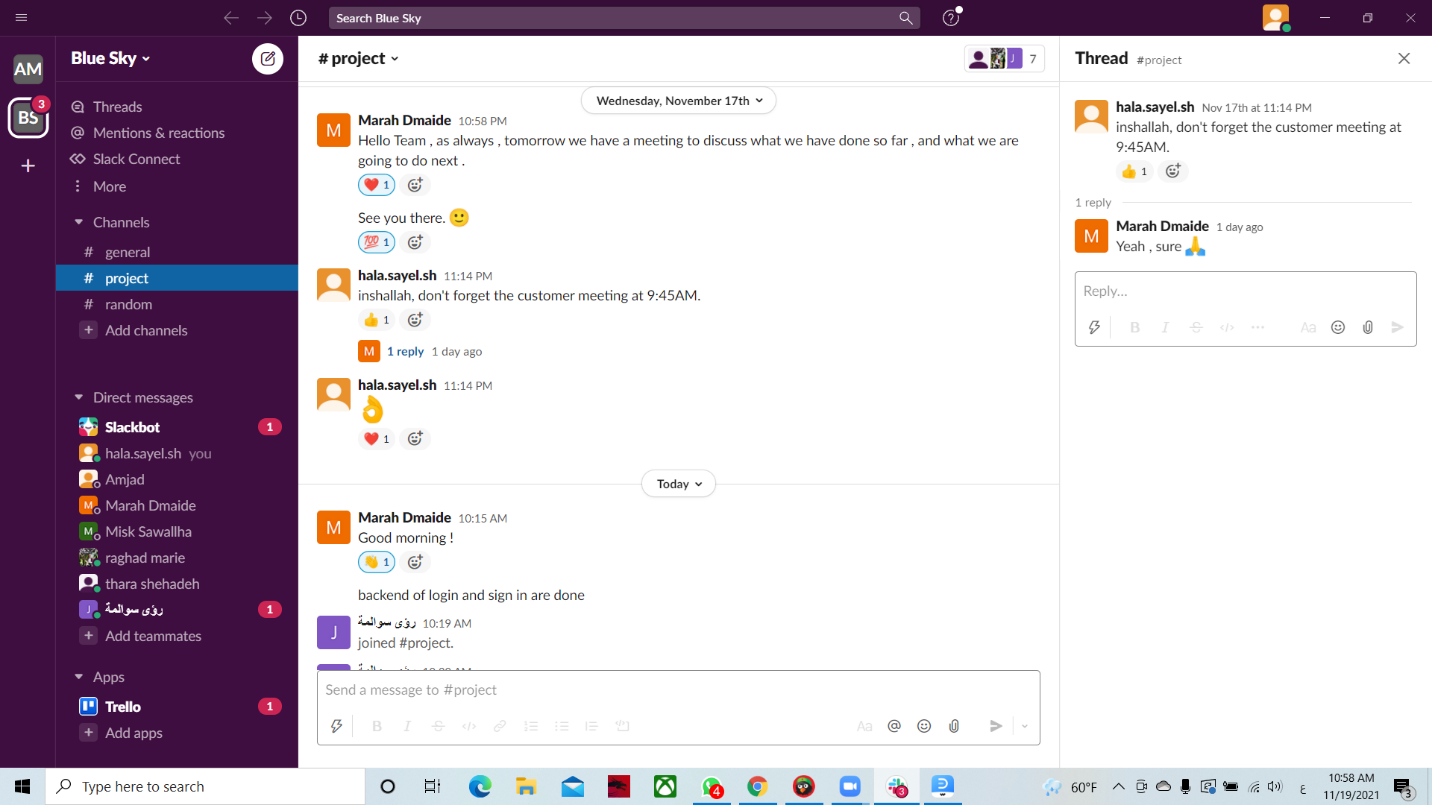 Search Blue Sky
AM
BS
3
Blue Sky
Threads
Mentions & reactions
Slack Connect
More
Channels
# general
# project
# random
+ Add channels
Direct messages
Slackbot 1
hala.sayel.sh you
Amjad
M Marah Dmaide
M Misk Sawallha
raghad marie
thara shehadeh
J رؤى سوالمة 1
+ Add teammates
Apps
Trello 1
+ Add apps
# project
J 7
Wednesday, November 17th
M
Marah Dmaide 10:58 PM
Hello Team , as always , tomorrow we have a meeting to discuss what we have done so far , and what we are
going to do next .
❤️ 1
See you there. 🙂
💯 1
hala.sayel.sh 11:14 PM
inshallah, don't forget the customer meeting at 9:45AM.
👍 1
M 1 reply 1 day ago
hala.sayel.sh 11:14 PM
👌
❤️ 1
Today
M
Marah Dmaide 10:15 AM
Good morning !
👏 1
backend of login and sign in are done
J
رؤى سوالمة 10:19 AM
joined #project.
Send a message to #project
B I S </> Aa @
Thread #project
hala.sayel.sh Nov 17th at 11:14 PM
inshallah, don't forget the customer meeting at
9:45AM.
👍 1
1 reply
M
Marah Dmaide 1 day ago
Yeah , sure 🙏
Reply...
B I S </> ... Aa
Type here to search
4
3
60°F
ع
10:58 AM
11/19/2021
3